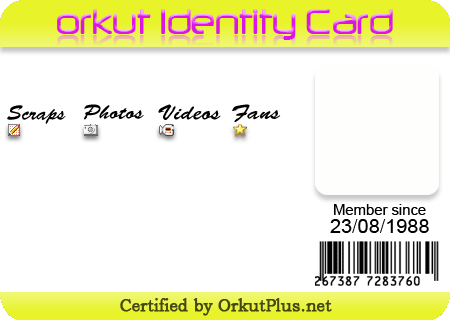 orkut Identity Card
Scraps Photos Videos Fans
Member since
23/08/1988
267387 7283760
Certified by OrkutPlus.net